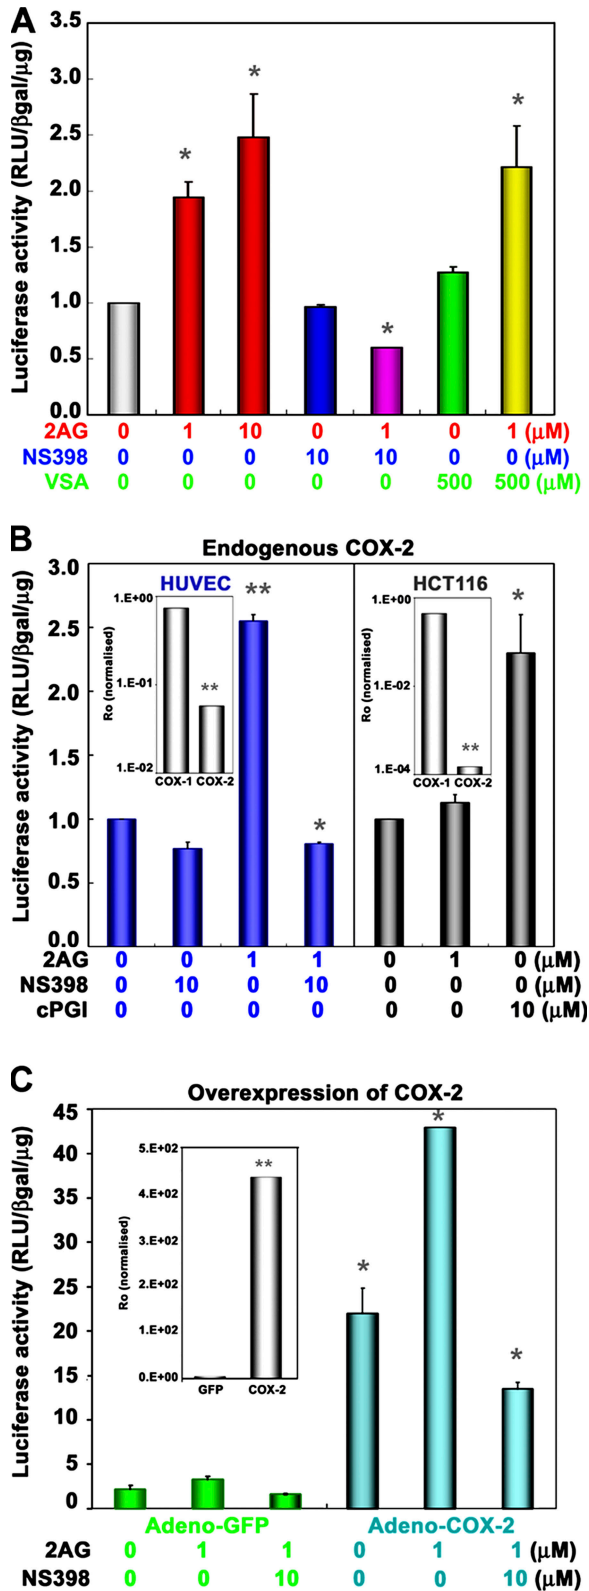 A
Luciferase activity (RLU/βgal/μg)
3.5
3.0
2.5
2.0
1.5
1.0
0.5
0.0
*
*
*
*
2AG 0 1 10 0 1 0 1 (μM)
NS398 0 0 0 10 10 0 0 (μM)
VSA 0 0 0 0 0 500 500 (μM)
B
Endogenous COX-2
Luciferase activity (RLU/βgal/μg)
3.0
2.5
2.0
1.5
1.0
0.5
0.0
HUVEC
Ro (normalised)
1.E+00
1.E-01
1.E-02
**
COX-1 COX-2
**
*
HCT116
Ro (normalised)
1.E+00
1.E-02
1.E-04
**
COX-1 COX-2
*
2AG 0 0 1 1 0 1 0 (μM)
NS398 0 10 0 10 0 0 0 (μM)
cPGI 0 0 0 0 0 0 10 (μM)
C
Overexpression of COX-2
Luciferase activity (RLU/βgal/μg)
45
40
35
30
25
20
15
10
5
0
Ro (normalised)
5.E+02
4.E+02
3.E+02
2.E+02
1.E+02
0.E+00
**
GFP COX-2
*
*
*
Adeno-GFP Adeno-COX-2
2AG 0 1 1 0 1 1 (μM)
NS398 0 0 10 0 0 10 (μM)